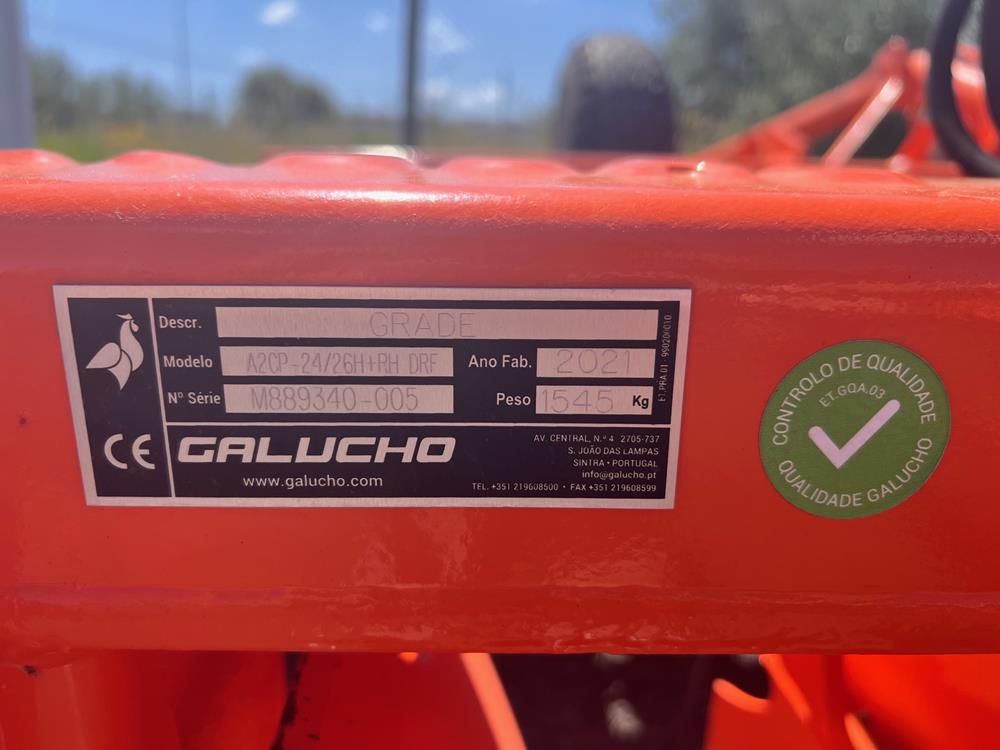 Descr. GRADE
Modelo A2CP-24/26H+RH DRF Ano Fab. 2021
Nº Série M889340-005 Peso 1545 Kg
CE GALUCHO
www.galucho.com
AV. CENTRAL, N.º 4 2705-737
S. JOÃO DAS LAMPAS
SINTRA • PORTUGAL
info@galucho.pt
TEL. +351 219608500 • FAX +351 219608599
CONTROLO DE QUALIDADE
ET.GQA.03
QUALIDADE GALUCHO